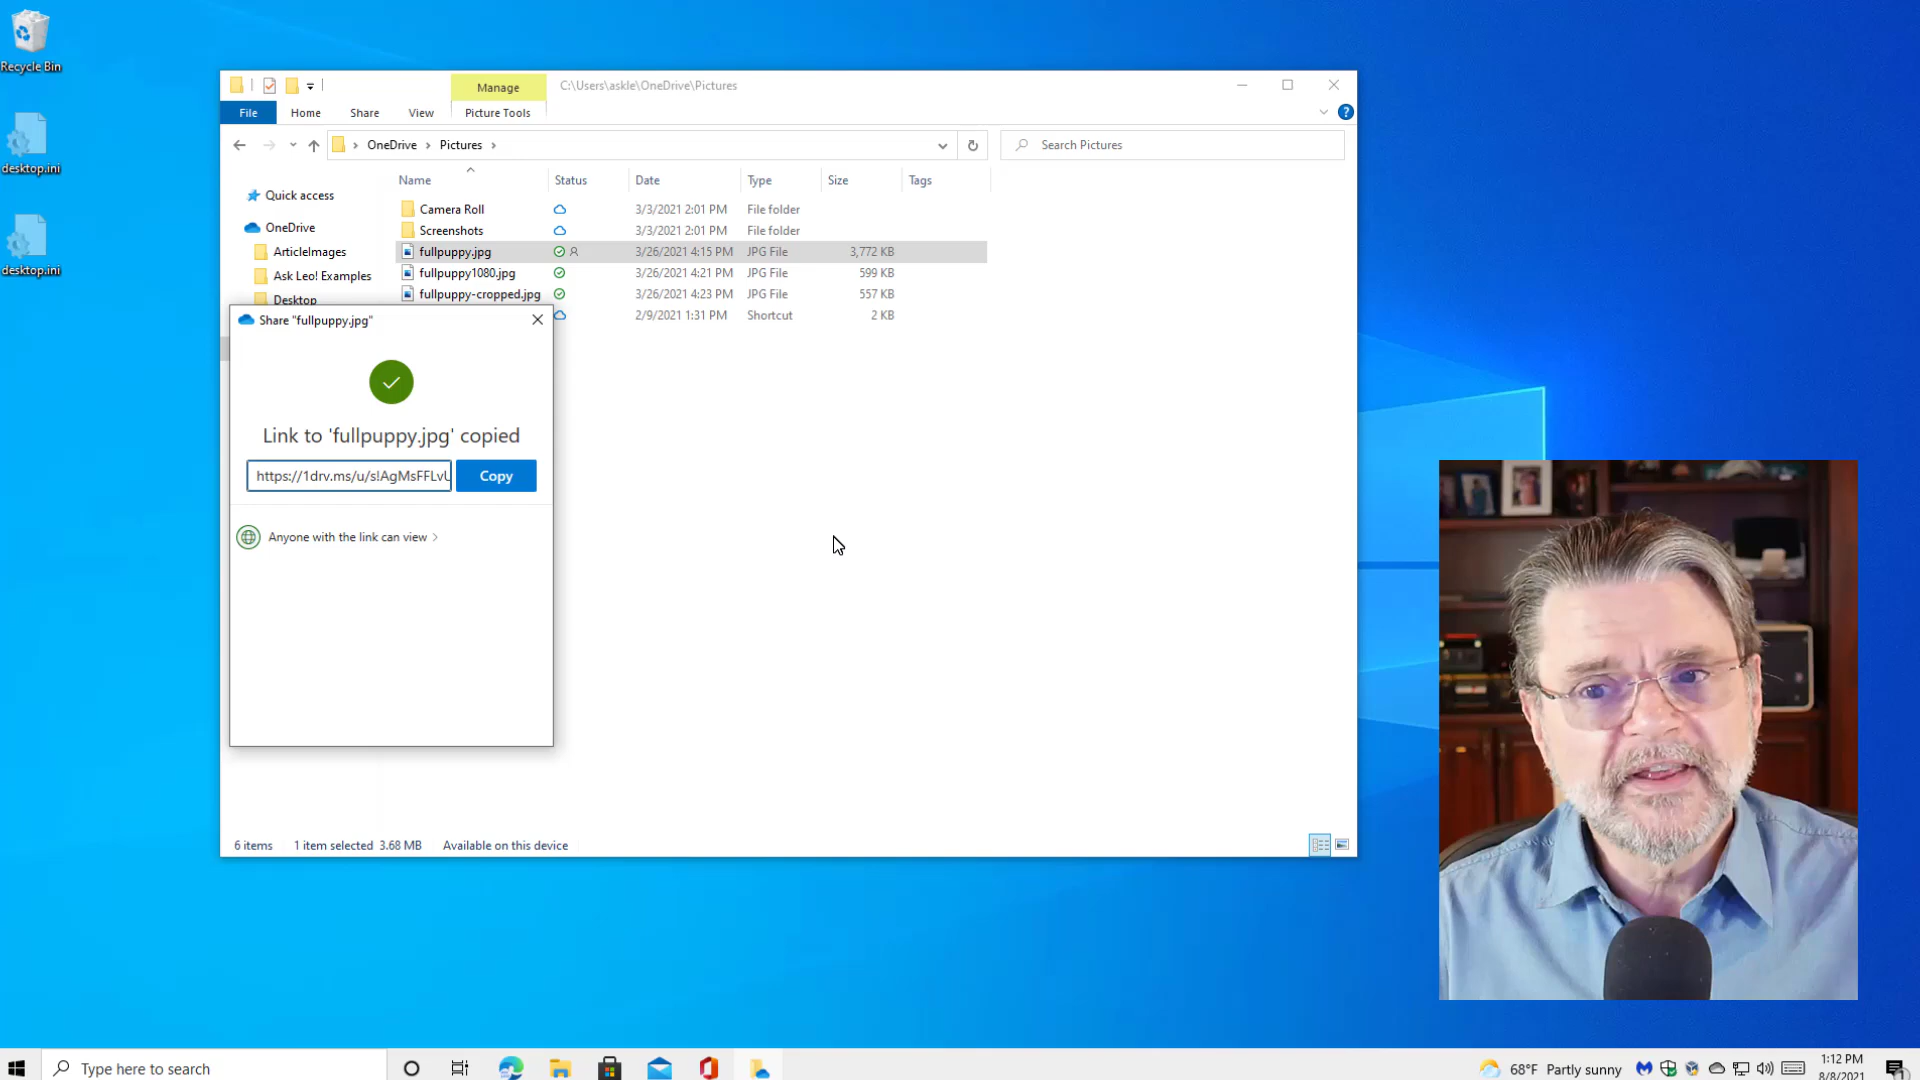 Recycle Bin
desktop.ini
desktop.ini
Manage
C:\Users\askle\OneDrive\Pictures
File
Home
Share
View
Picture Tools
OneDrive
Pictures
Search Pictures
Name
Status
Date
Type
Size
Tags
Quick access
OneDrive
ArticleImages
Ask Leo! Examples
Desktop
Camera Roll 3/3/2021 2:01 PM File folder
Screenshots 3/3/2021 2:01 PM File folder
fullpuppy.jpg 3/26/2021 4:15 PM JPG File 3,772 KB
fullpuppy1080.jpg 3/26/2021 4:21 PM JPG File 599 KB
fullpuppy-cropped.jpg 3/26/2021 4:23 PM JPG File 557 KB
2/9/2021 1:31 PM Shortcut 2 KB
Share "fullpuppy.jpg"
Link to 'fullpuppy.jpg' copied
https://1drv.ms/u/s!AgMsFFLvU
Copy
Anyone with the link can view
6 items
1 item selected 3.68 MB
Available on this device
Type here to search
68°F Partly sunny
1:12 PM
8/8/2021